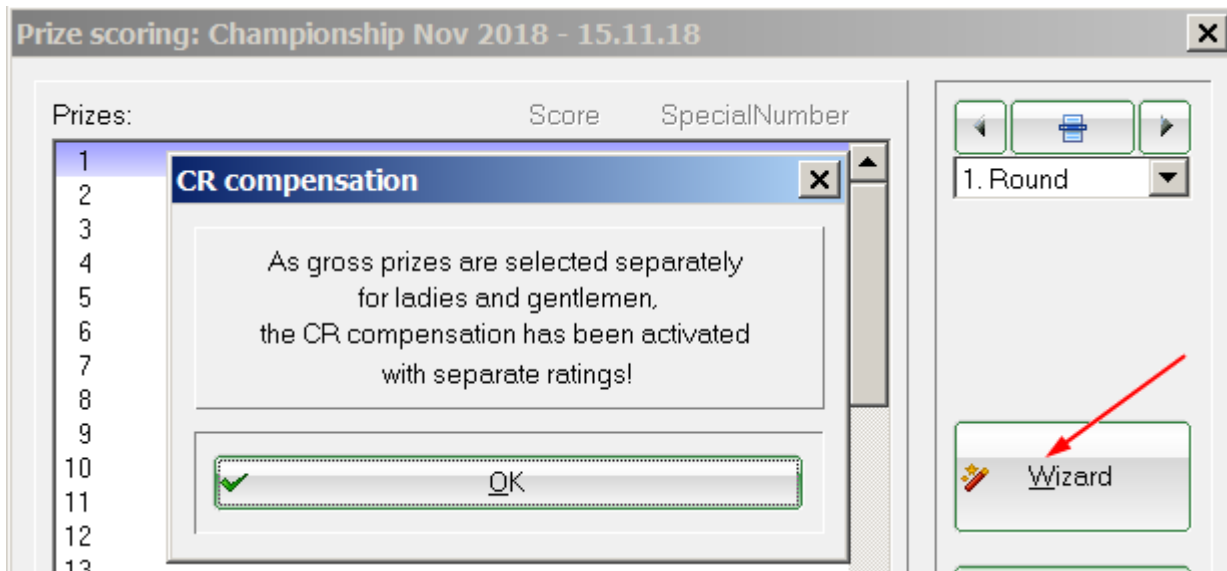 Prize scoring: Championship Nov 2018 - 15.11.18
Prizes: Score SpecialNumber
1
2
3
4
5
6
7
8
9
10
11
12
13
CR compensation
As gross prizes are selected separately
for ladies and gentlemen,
the CR compensation has been activated
with separate ratings!
OK
1. Round
Wizard